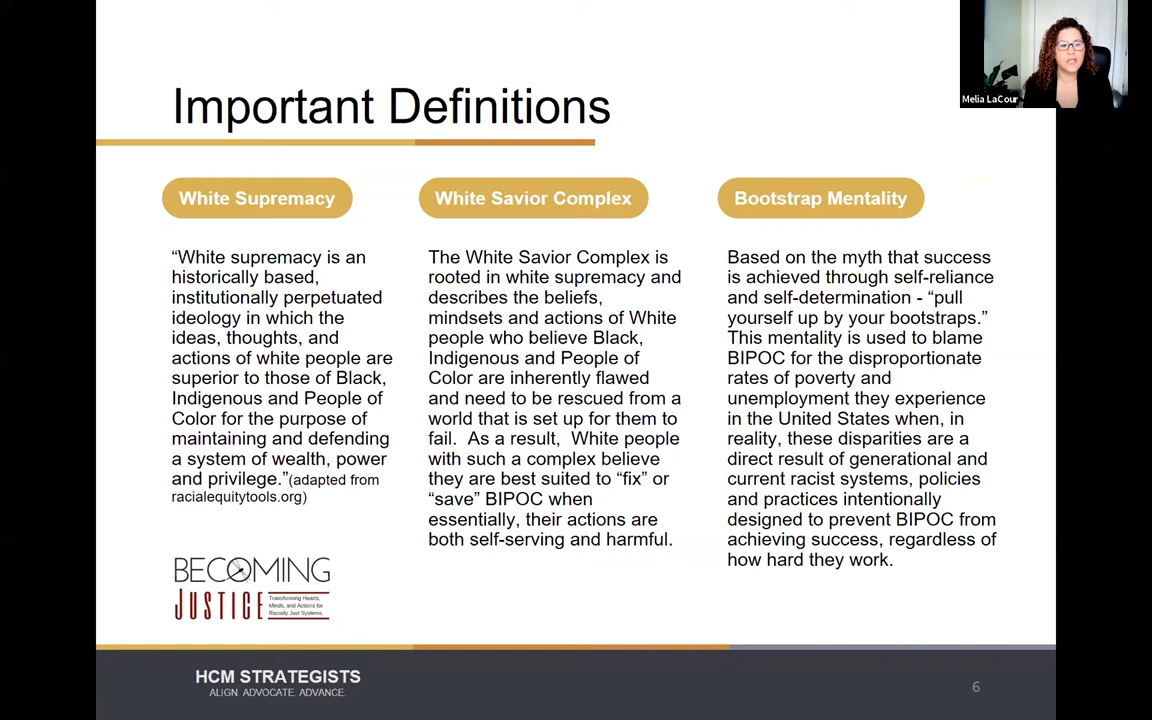 Melia LaCour
Important Definitions
White Supremacy
“White supremacy is an
historically based,
institutionally perpetuated
ideology in which the
ideas, thoughts, and
actions of white people are
superior to those of Black,
Indigenous and People of
Color for the purpose of
maintaining and defending
a system of wealth, power
and privilege.”(adapted from
racialequitytools.org)
White Savior Complex
The White Savior Complex is
rooted in white supremacy and
describes the beliefs,
mindsets and actions of White
people who believe Black,
Indigenous and People of
Color are inherently flawed
and need to be rescued from a
world that is set up for them to
fail.  As a result,  White people
with such a complex believe
they are best suited to “fix” or
“save” BIPOC when
essentially, their actions are
both self-serving and harmful.
Bootstrap Mentality
Based on the myth that success
is achieved through self-reliance
and self-determination - “pull
yourself up by your bootstraps.”
This mentality is used to blame
BIPOC for the disproportionate
rates of poverty and
unemployment they experience
in the United States when, in
reality, these disparities are a
direct result of generational and
current racist systems, policies
and practices intentionally
designed to prevent BIPOC from
achieving success, regardless of
how hard they work.
BECOMING
JUSTICE
Transforming Hearts,
Minds, and Actions for
Racially Just Systems.
HCM STRATEGISTS
ALIGN. ADVOCATE. ADVANCE.
6